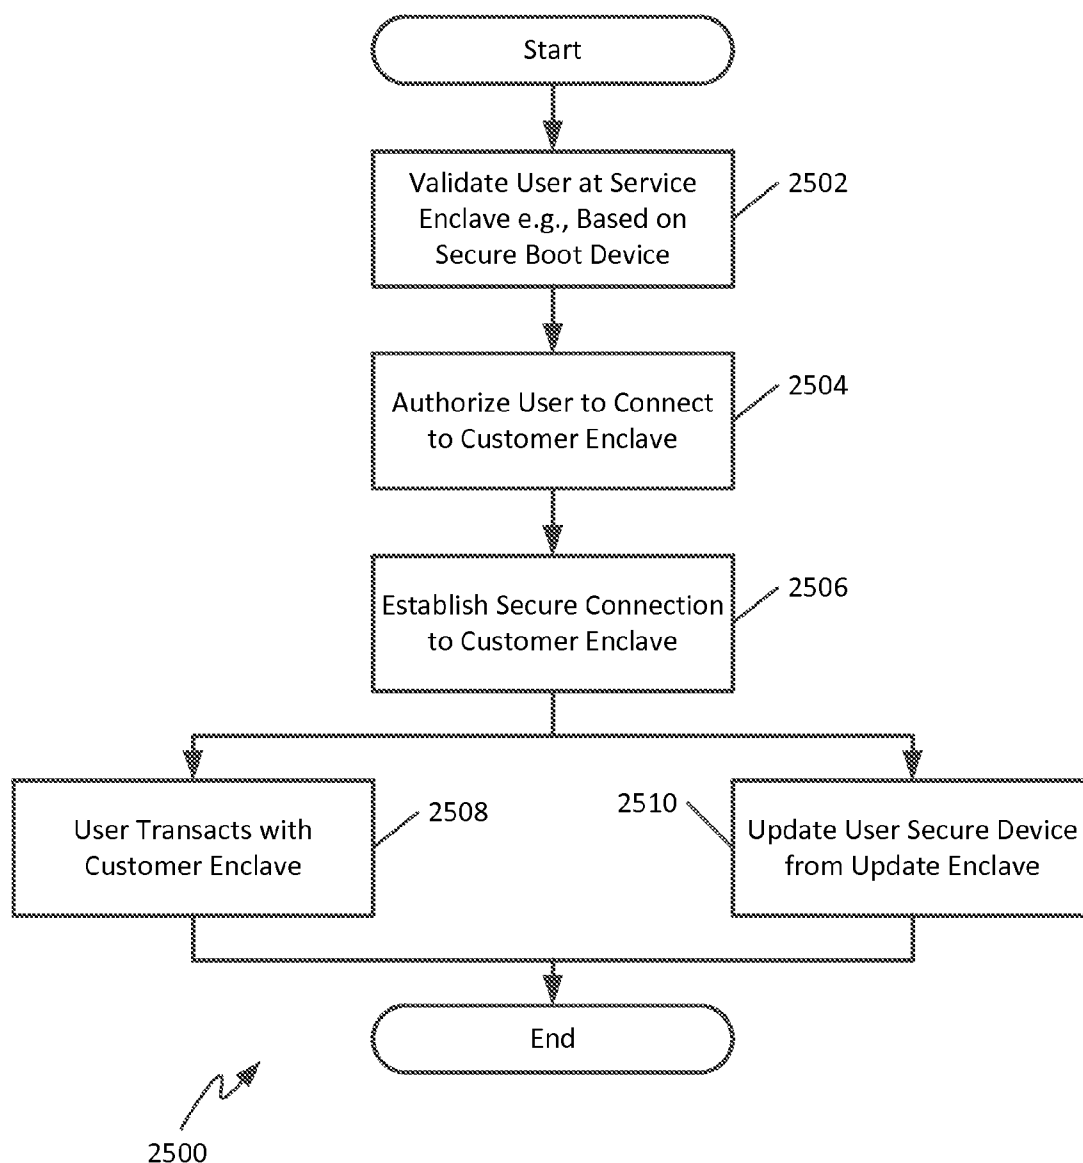 Start
Validate User at Service
Enclave e.g., Based on
Secure Boot Device
2502
Authorize User to Connect
to Customer Enclave
2504
Establish Secure Connection
to Customer Enclave
2506
User Transacts with
Customer Enclave
2508
2510
Update User Secure Device
from Update Enclave
End
2500